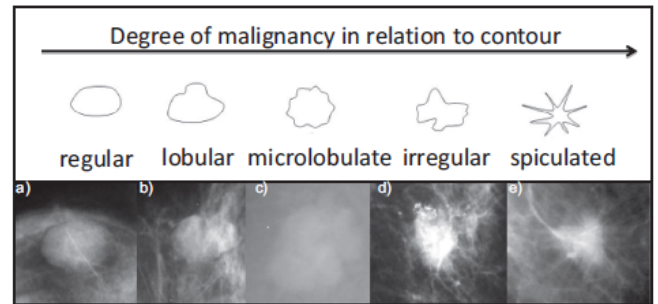 Degree of malignancy in relation to contour
regular lobular microlobulate irregular spiculated
a) b) c) d) e)